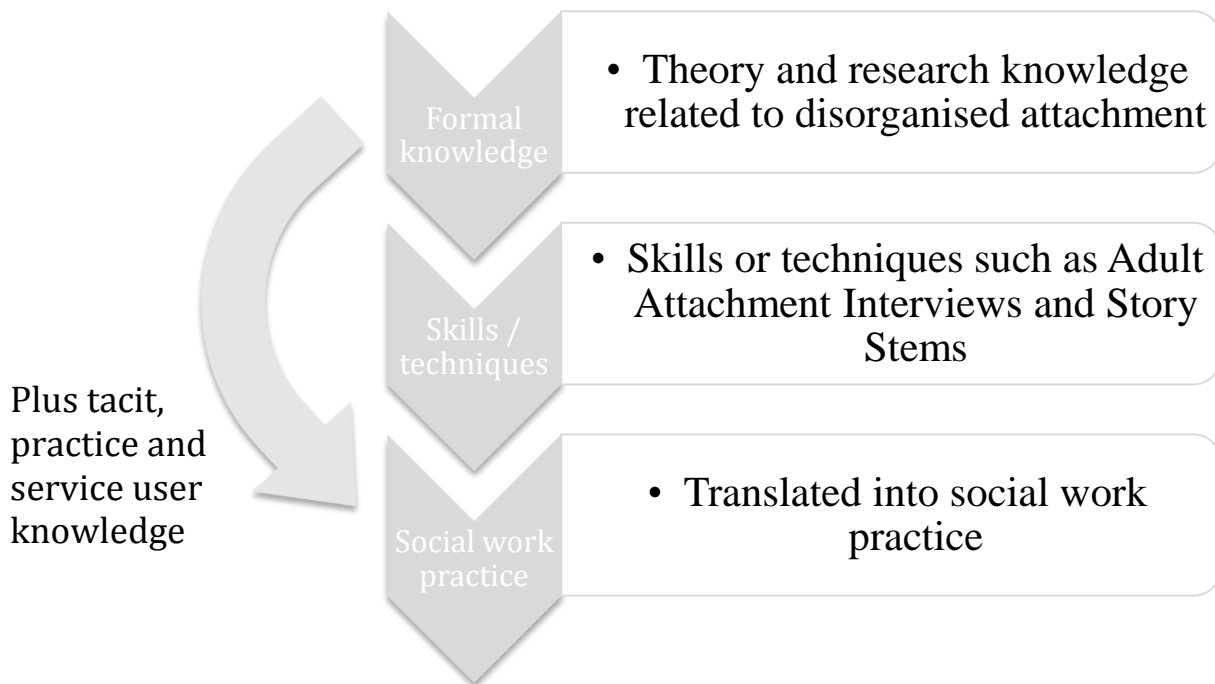 Formal
knowledge
• Theory and research knowledge
related to disorganised attachment
Skills /
techniques
• Skills or techniques such as Adult
Attachment Interviews and Story
Stems
Plus tacit,
practice and
service user
knowledge
Social work
practice
• Translated into social work
practice